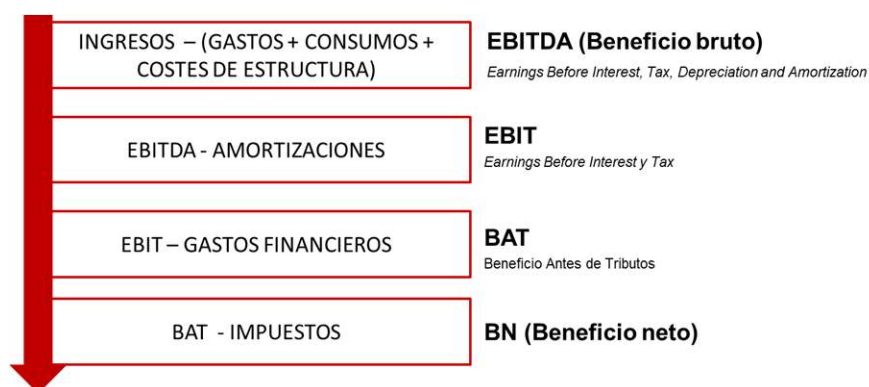 INGRESOS – (GASTOS + CONSUMOS +
COSTES DE ESTRUCTURA)
EBITDA (Beneficio bruto)
Earnings Before Interest, Tax, Depreciation and Amortization
EBITDA - AMORTIZACIONES
EBIT
Earnings Before Interest y Tax
EBIT – GASTOS FINANCIEROS
BAT
Beneficio Antes de Tributos
BAT - IMPUESTOS
BN (Beneficio neto)